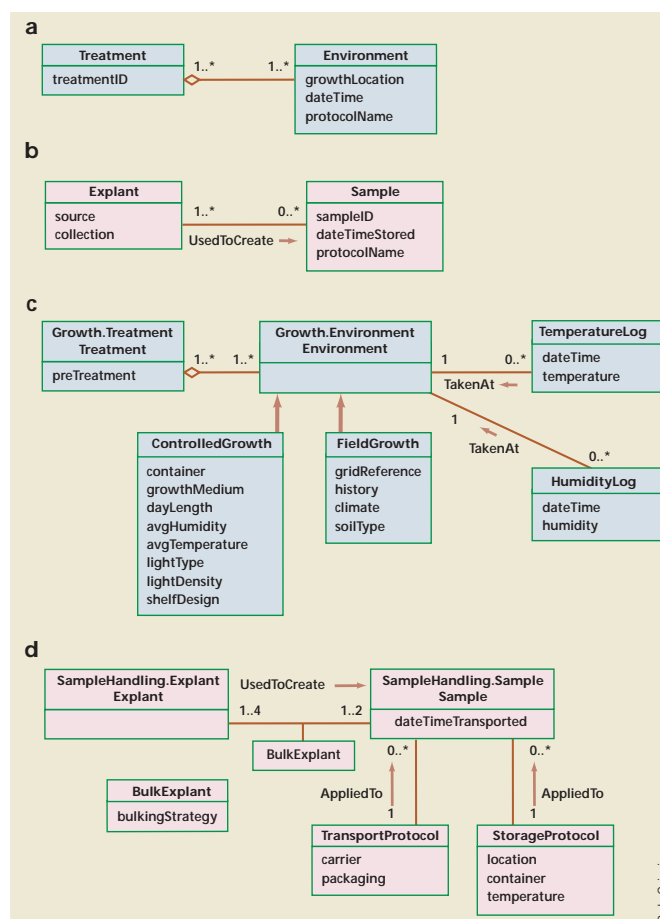 a
Treatment
treatmentID
1..* 1..*
Environment
growthLocation
dateTime
protocolName
b
Explant
source
collection
1..* 0..*
UsedToCreate
Sample
sampleID
dateTimeStored
protocolName
c
Growth.Treatment
Treatment
preTreatment
1..* 1..*
Growth.Environment
Environment
1 0..*
TakenAt
TemperatureLog
dateTime
temperature
1
TakenAt
0..*
HumidityLog
dateTime
humidity
ControlledGrowth
container
growthMedium
dayLength
avgHumidity
avgTemperature
lightType
lightDensity
shelfDesign
FieldGrowth
gridReference
history
climate
soilType
d
SampleHandling.Explant
Explant
UsedToCreate
1..4 1..2
BulkExplant
SampleHandling.Sample
Sample
dateTimeTransported
BulkExplant
bulkingStrategy
0..*
AppliedTo
1
0..*
AppliedTo
1
TransportProtocol
carrier
packaging
StorageProtocol
location
container
temperature